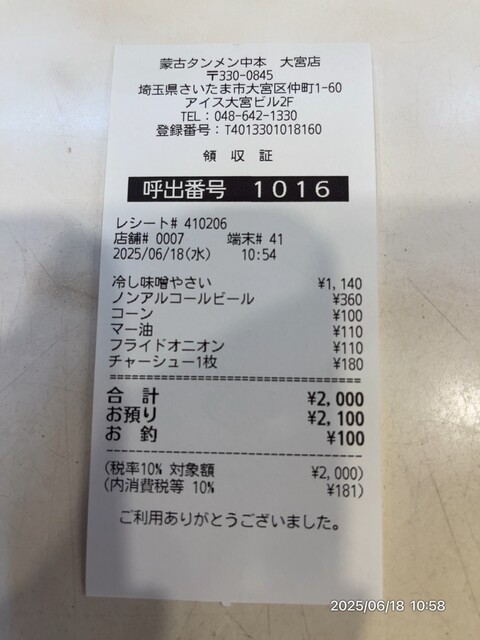 蒙古タンメン中本　大宮店
〒330-0845
埼玉県さいたま市大宮区仲町1-60
アイス大宮ビル2F
TEL：048-642-1330
登録番号：T4013301018160
領 収 証
呼出番号　1016
レシート# 410206
店舗# 0007　端末# 41
2025/06/18(水)　10:54
冷し味噌やさい　¥1,140
ノンアルコールビール　¥360
コーン　¥100
マー油　¥110
フライドオニオン　¥110
チャーシュー1枚　¥180
合　計　¥2,000
お預り　¥2,100
お　釣　¥100
(税率10% 対象額　¥2,000)
(内消費税等 10%　¥181)
ご利用ありがとうございました。
2025/06/18 10:58